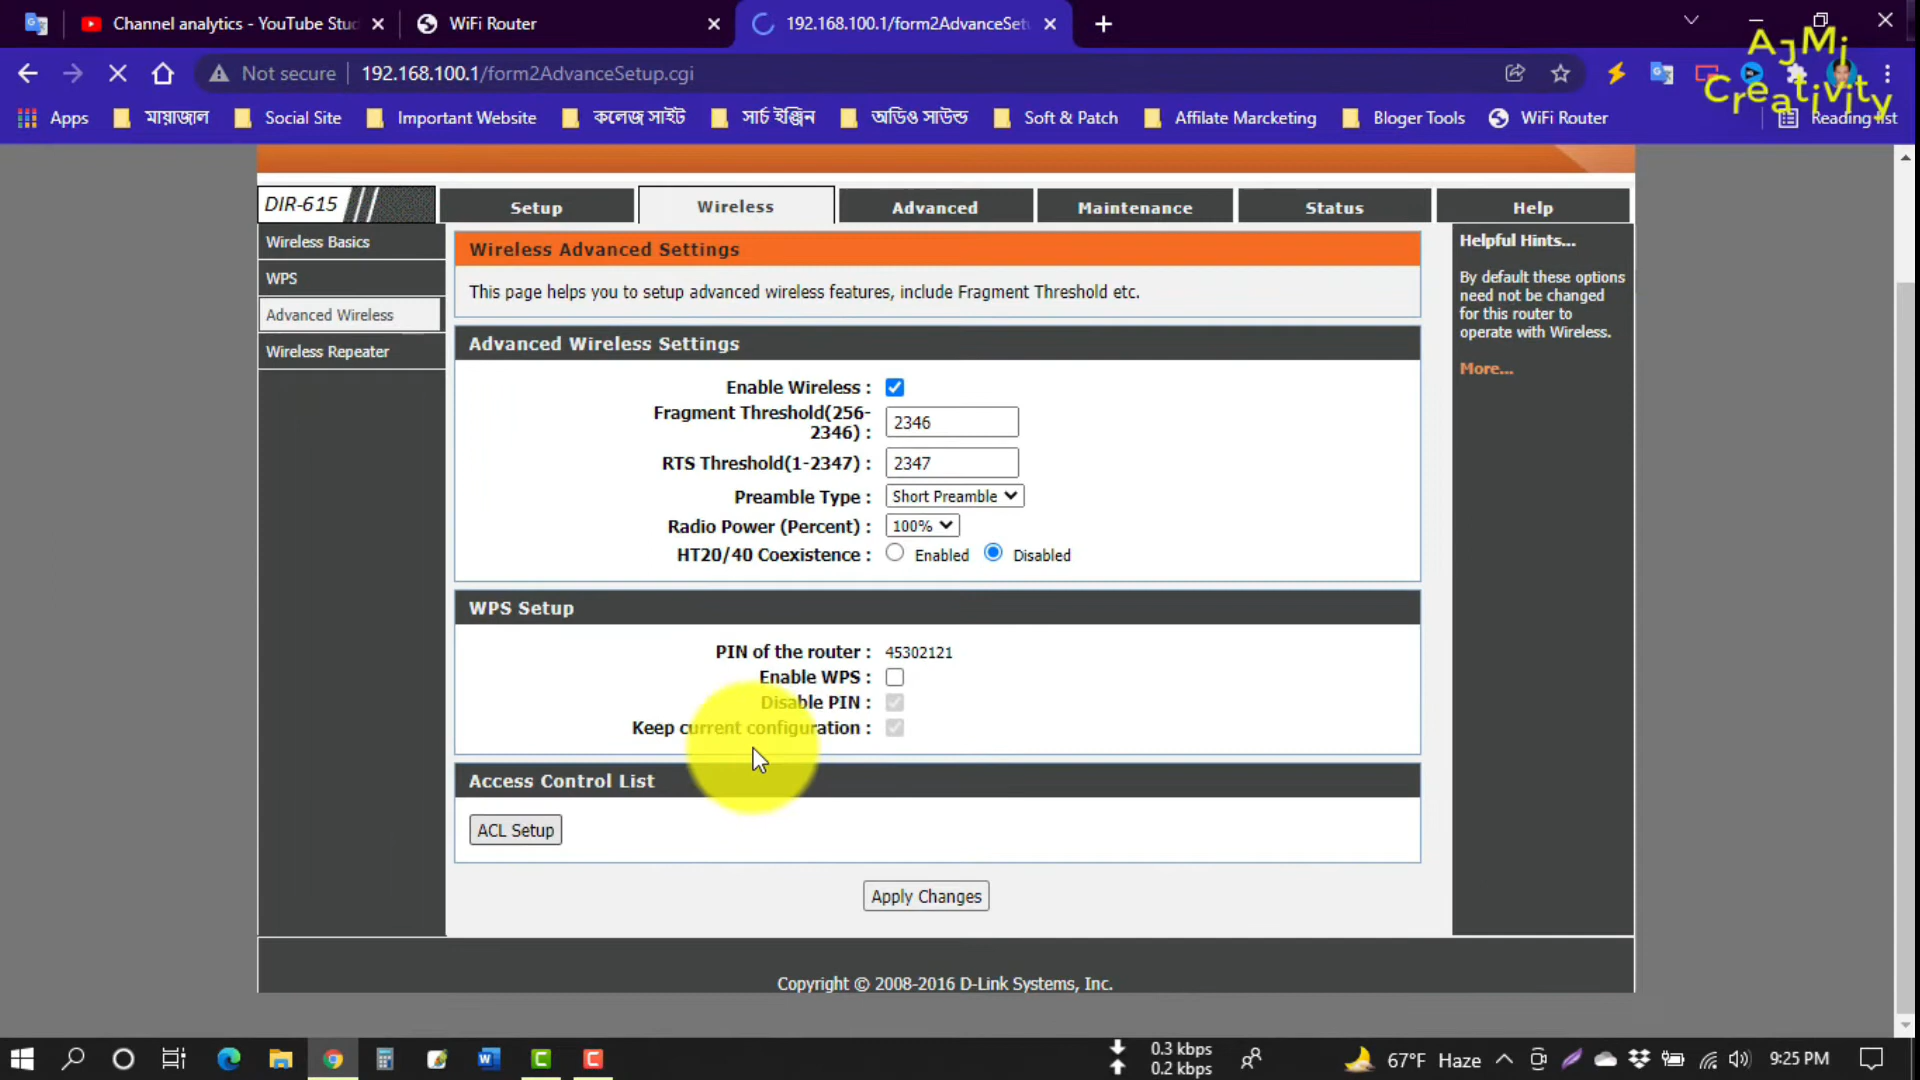 Channel analytics - YouTube Stud
WiFi Router
192.168.100.1/form2AdvanceSetu
Not secure
192.168.100.1/form2AdvanceSetup.cgi
AjMi
Creativity
Apps
মায়াজাল
Social Site
Important Website
কলেজ সাইট
সার্চ ইঞ্জিন
অডিও সাউন্ড
Soft & Patch
Affilate Marcketing
Bloger Tools
WiFi Router
Reading list
DIR-615
Setup
Wireless
Advanced
Maintenance
Status
Help
Wireless Basics
WPS
Advanced Wireless
Wireless Repeater
Wireless Advanced Settings
This page helps you to setup advanced wireless features, include Fragment Threshold etc.
Advanced Wireless Settings
Enable Wireless :
Fragment Threshold(256-
2346) :
2346
RTS Threshold(1-2347) :
2347
Preamble Type :
Short Preamble
Radio Power (Percent) :
100%
HT20/40 Coexistence :
Enabled
Disabled
WPS Setup
PIN of the router :
45302121
Enable WPS :
Disable PIN :
Keep current configuration :
Access Control List
ACL Setup
Apply Changes
Helpful Hints...
By default these options
need not be changed
for this router to
operate with Wireless.
More...
Copyright © 2008-2016 D-Link Systems, Inc.
0.3 kbps
0.2 kbps
67°F Haze
9:25 PM